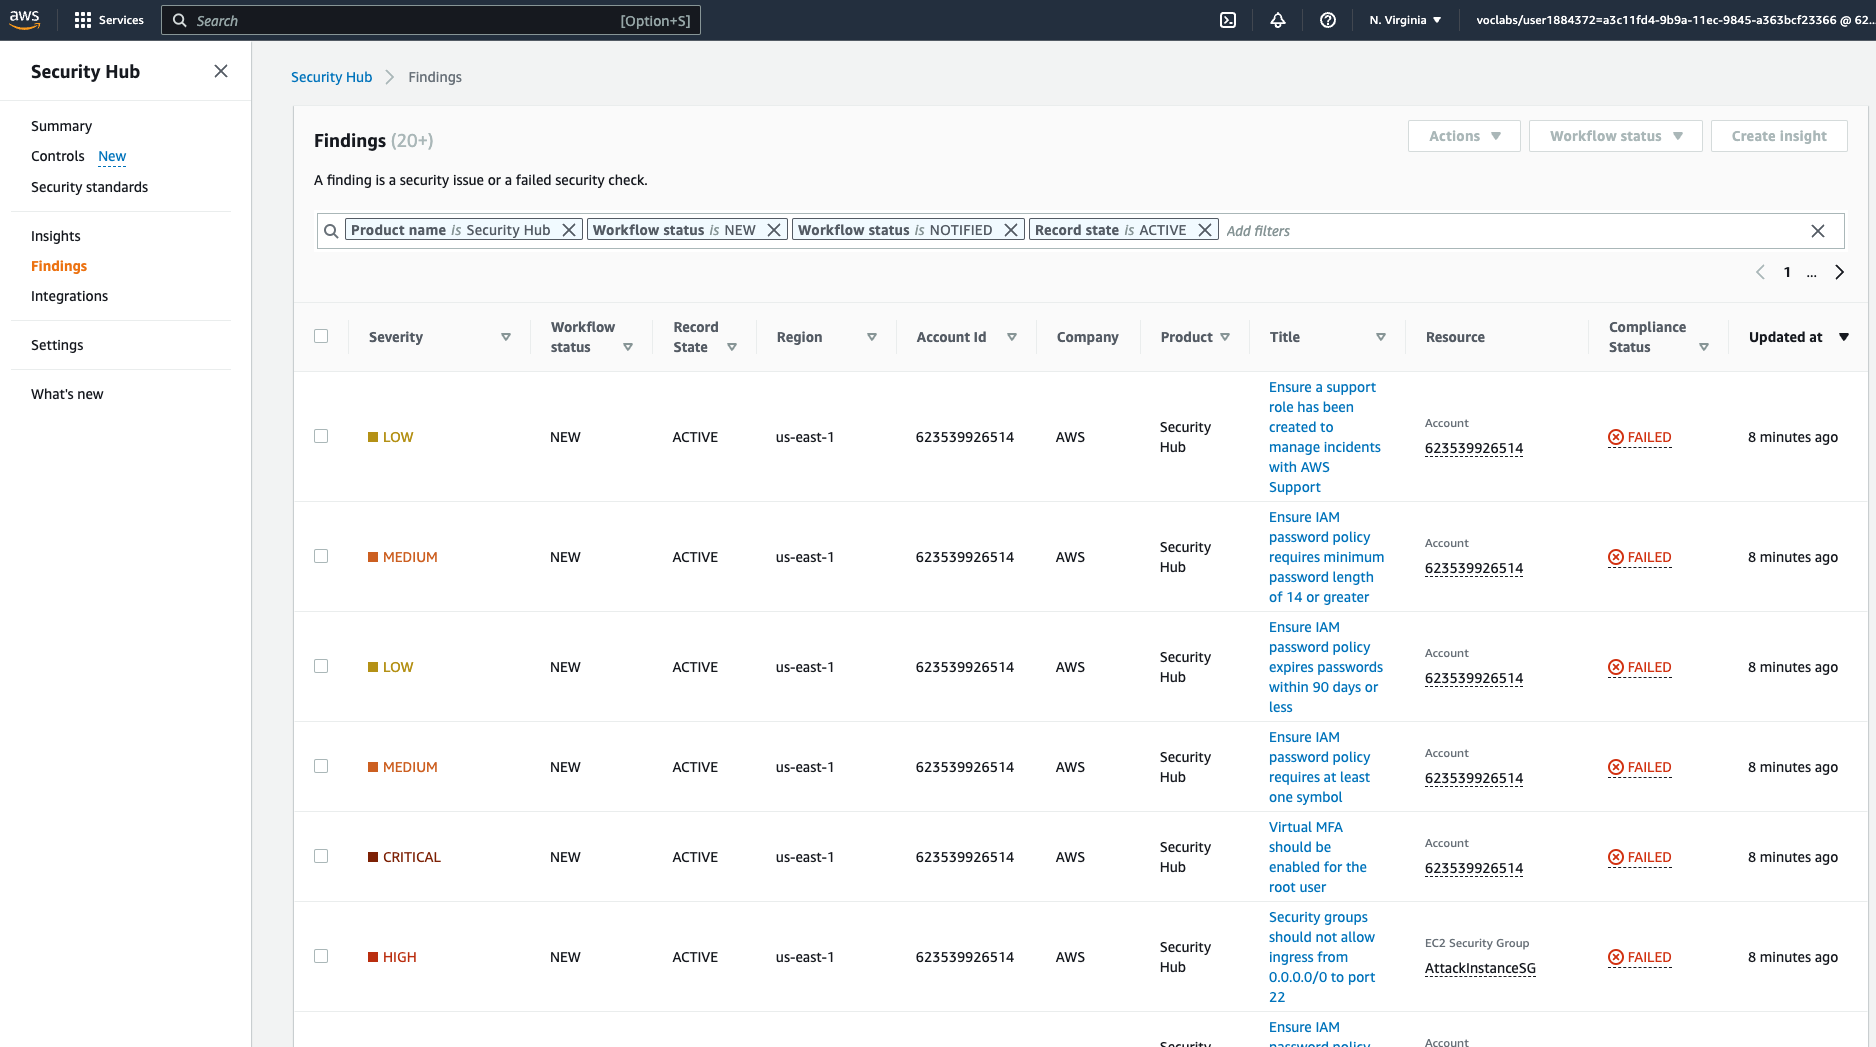 aws Services Search [Option+S] N. Virginia voclabs/user1884372=a3c11fd4-9b9a-11ec-9845-a363bcf23366 @ 62...
Security Hub
Summary
Controls New
Security standards
Insights
Findings
Integrations
Settings
What's new
Security Hub Findings
Findings (20+)
Actions Workflow status Create insight
A finding is a security issue or a failed security check.
Product name is Security Hub Workflow status is NEW Workflow status is NOTIFIED Record state is ACTIVE Add filters
1 ...
Severity
Workflow
status
Record
State
Region
Account Id
Company
Product
Title
Resource
Compliance
Status
Updated at
LOW
NEW
ACTIVE
us-east-1
623539926514
AWS
Security
Hub
Ensure a support
role has been
created to
manage incidents
with AWS
Support
Account
623539926514
FAILED
8 minutes ago
MEDIUM
NEW
ACTIVE
us-east-1
623539926514
AWS
Security
Hub
Ensure IAM
password policy
requires minimum
password length
of 14 or greater
Account
623539926514
FAILED
8 minutes ago
LOW
NEW
ACTIVE
us-east-1
623539926514
AWS
Security
Hub
Ensure IAM
password policy
expires passwords
within 90 days or
less
Account
623539926514
FAILED
8 minutes ago
MEDIUM
NEW
ACTIVE
us-east-1
623539926514
AWS
Security
Hub
Ensure IAM
password policy
requires at least
one symbol
Account
623539926514
FAILED
8 minutes ago
CRITICAL
NEW
ACTIVE
us-east-1
623539926514
AWS
Security
Hub
Virtual MFA
should be
enabled for the
root user
Account
623539926514
FAILED
8 minutes ago
HIGH
NEW
ACTIVE
us-east-1
623539926514
AWS
Security
Hub
Security groups
should not allow
ingress from
0.0.0.0/0 to port
22
EC2 Security Group
AttackInstanceSG
FAILED
8 minutes ago
Security
Ensure IAM
password policy
Account